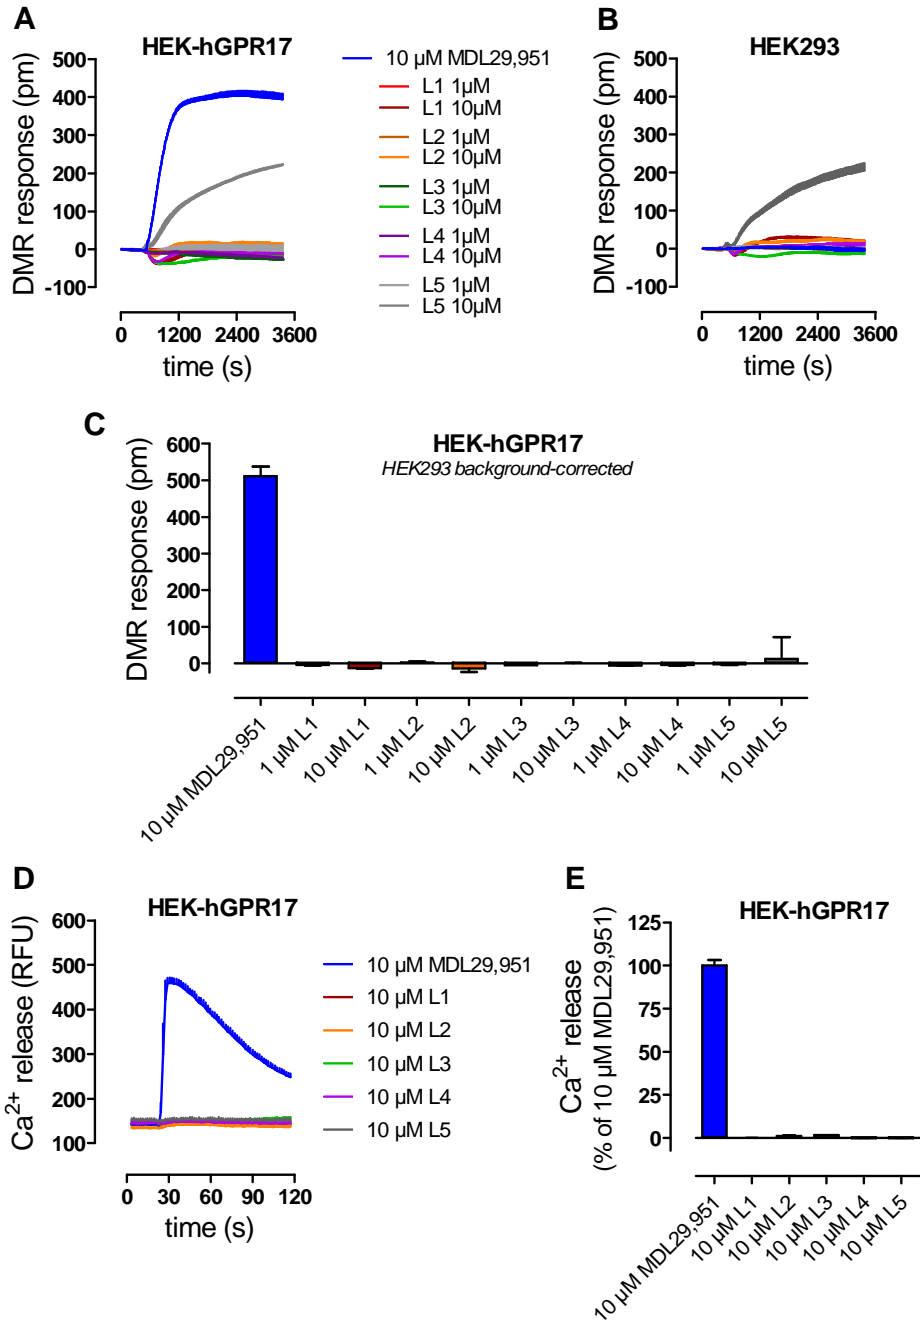 A
HEK-hGPR17
DMR response (pm)
500
400
300
200
100
0
-100
0 1200 2400 3600
time (s)
10 µM MDL29,951
L1 1µM
L1 10µM
L2 1µM
L2 10µM
L3 1µM
L3 10µM
L4 1µM
L4 10µM
L5 1µM
L5 10µM
B
HEK293
DMR response (pm)
500
400
300
200
100
0
-100
0 1200 2400 3600
time (s)
C
HEK-hGPR17
HEK293 background-corrected
DMR response (pm)
600
500
400
300
200
100
0
10 µM MDL29,951
1 µM L1
10 µM L1
1 µM L2
10 µM L2
1 µM L3
10 µM L3
1 µM L4
10 µM L4
1 µM L5
10 µM L5
D
HEK-hGPR17
Ca2+ release (RFU)
600
500
400
300
200
100
0 30 60 90 120
time (s)
10 µM MDL29,951
10 µM L1
10 µM L2
10 µM L3
10 µM L4
10 µM L5
E
HEK-hGPR17
Ca2+ release
(% of 10 µM MDL29,951)
125
100
75
50
25
0
10 µM MDL29,951
10 µM L1
10 µM L2
10 µM L3
10 µM L4
10 µM L5